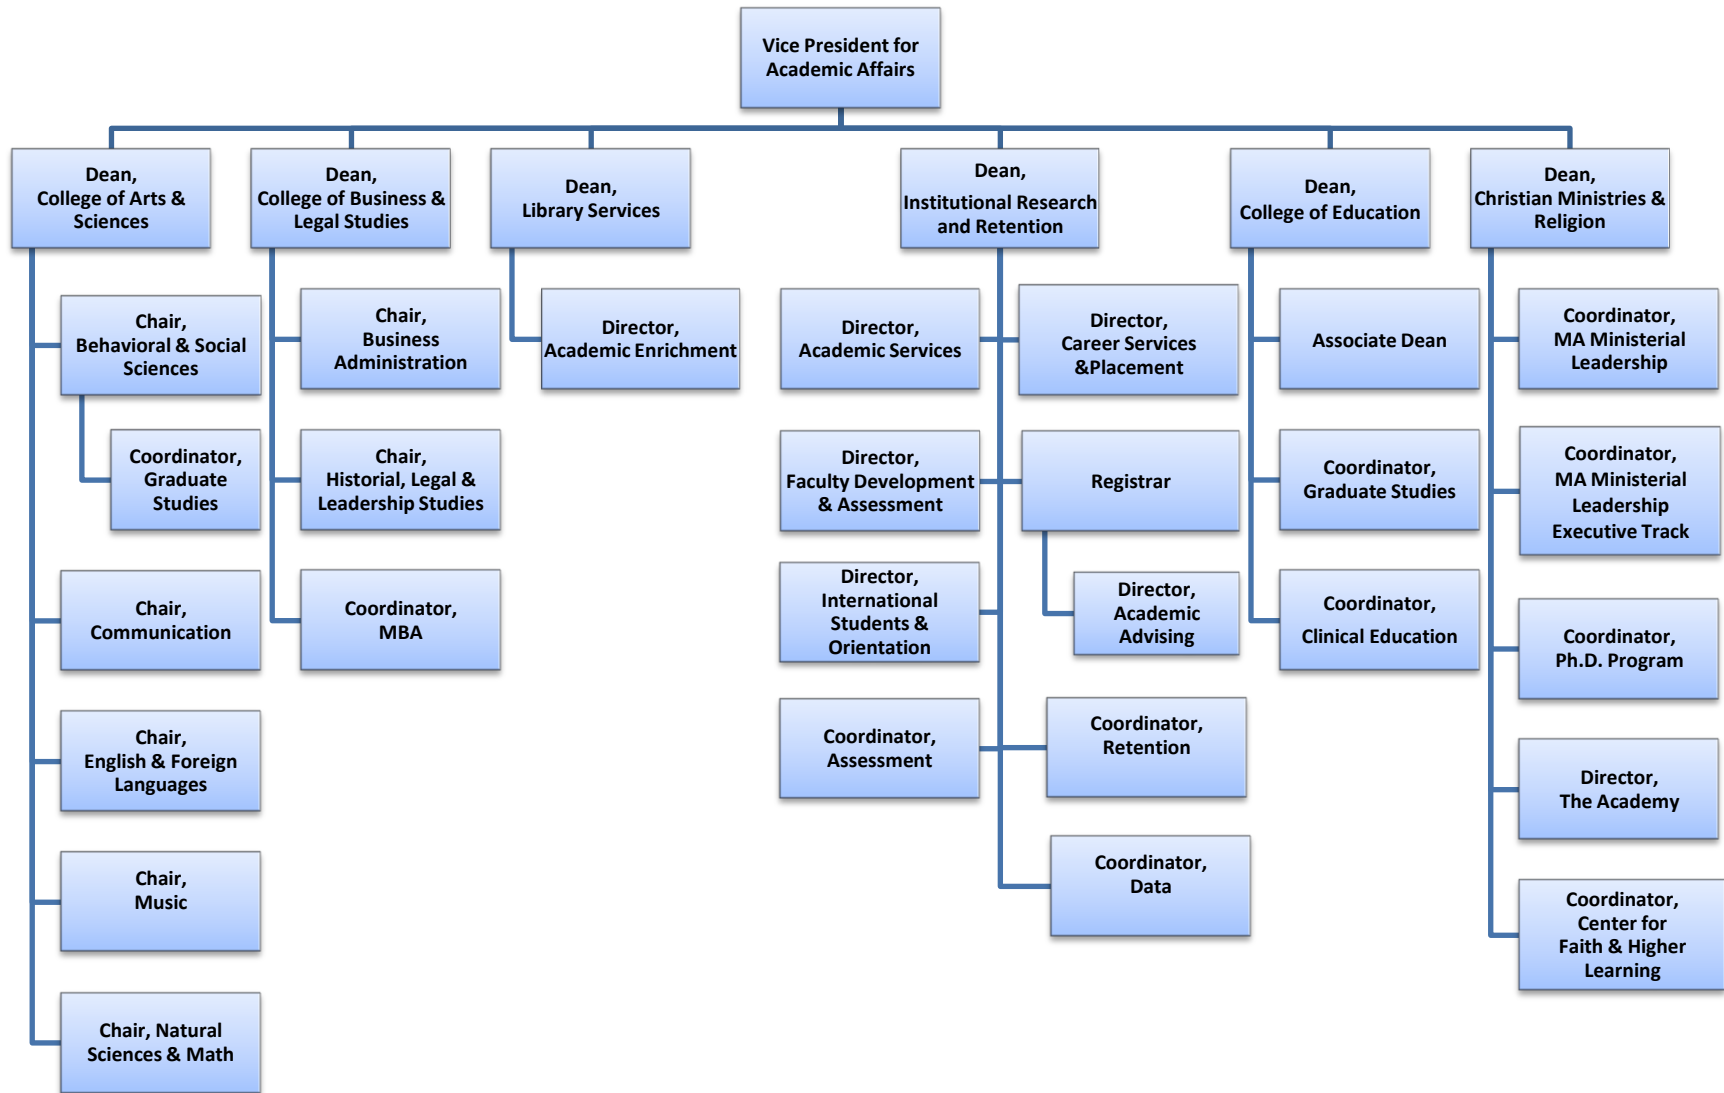 Vice President for
Academic Affairs
Dean,
College of Arts &
Sciences
Dean,
College of Business &
Legal Studies
Dean,
Library Services
Dean,
Institutional Research
and Retention
Dean,
College of Education
Dean,
Christian Ministries &
Religion
Chair,
Behavioral & Social
Sciences
Coordinator,
Graduate
Studies
Chair,
Communication
Chair,
English & Foreign
Languages
Chair,
Music
Chair, Natural
Sciences & Math
Chair,
Business
Administration
Chair,
Historial, Legal &
Leadership Studies
Coordinator,
MBA
Director,
Academic Enrichment
Director,
Academic Services
Director,
Career Services
&Placement
Director,
Faculty Development
& Assessment
Registrar
Director,
International
Students &
Orientation
Director,
Academic
Advising
Coordinator,
Assessment
Coordinator,
Retention
Coordinator,
Data
Associate Dean
Coordinator,
Graduate Studies
Coordinator,
Clinical Education
Coordinator,
MA Ministerial
Leadership
Coordinator,
MA Ministerial
Leadership
Executive Track
Coordinator,
Ph.D. Program
Director,
The Academy
Coordinator,
Center for
Faith & Higher
Learning